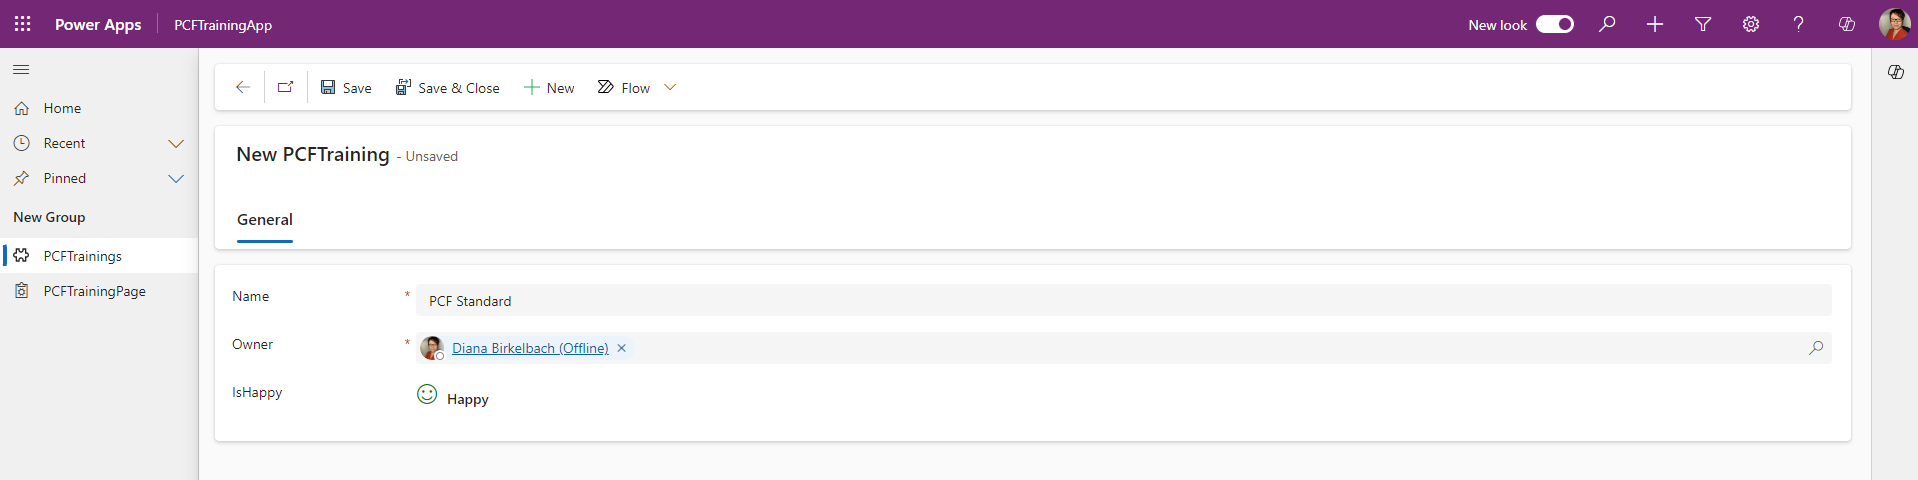 Power Apps PCFTrainingApp New look
Save Save & Close New Flow
Home
Recent
Pinned
New Group
PCFTrainings
PCFTrainingPage
New PCFTraining - Unsaved
General
Name * PCF Standard
Owner * Diana Birkelbach (Offline)
IsHappy Happy